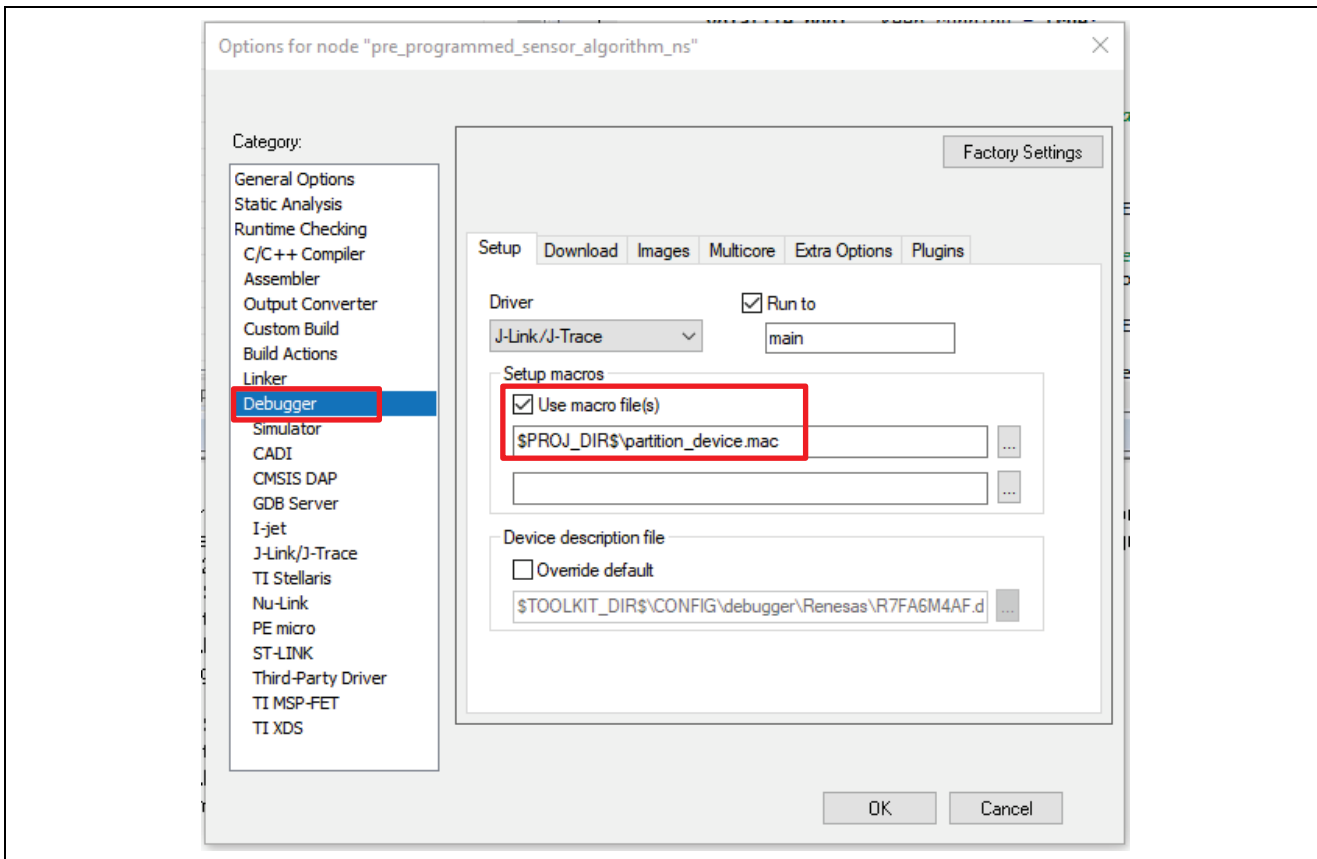 Options for node "pre_programmed_sensor_algorithm_ns"
Category:
Factory Settings
General Options
Static Analysis
Runtime Checking
C/C++ Compiler
Assembler
Output Converter
Custom Build
Build Actions
Linker
Debugger
Simulator
CADI
CMSIS DAP
GDB Server
I-jet
J-Link/J-Trace
TI Stellaris
Nu-Link
PE micro
ST-LINK
Third-Party Driver
TI MSP-FET
TI XDS
Setup Download Images Multicore Extra Options Plugins
Driver Run to
J-Link/J-Trace main
Setup macros
Use macro file(s)
$PROJ_DIR$\partition_device.mac ...
...
Device description file
Override default
$TOOLKIT_DIR$\CONFIG\debugger\Renesas\R7FA6M4AF.d ...
OK Cancel